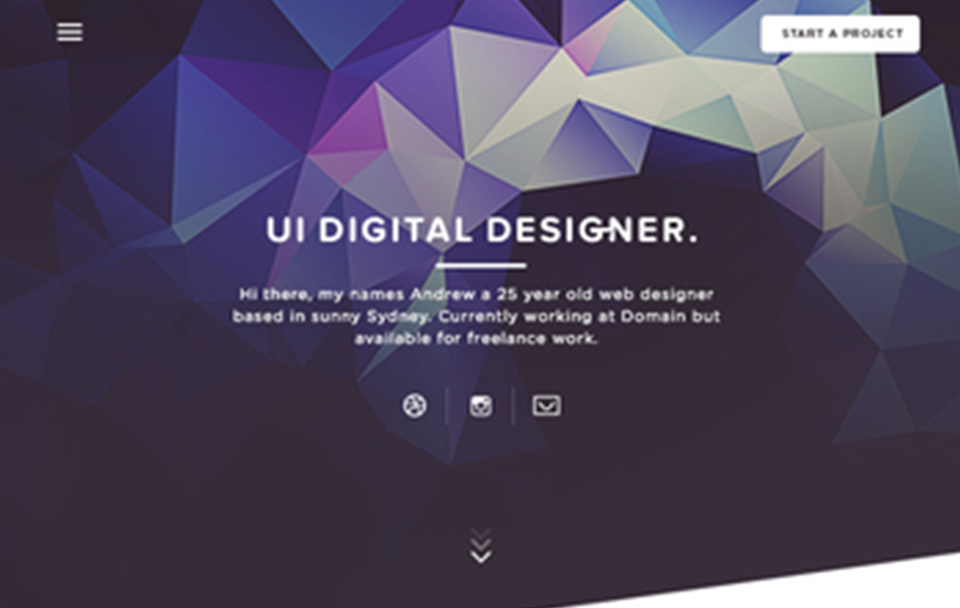 START A PROJECT
UI DIGITAL DESIGNER.
Hi there, my names Andrew a 25 year old web designer
based in sunny Sydney. Currently working at Domain but
available for freelance work.